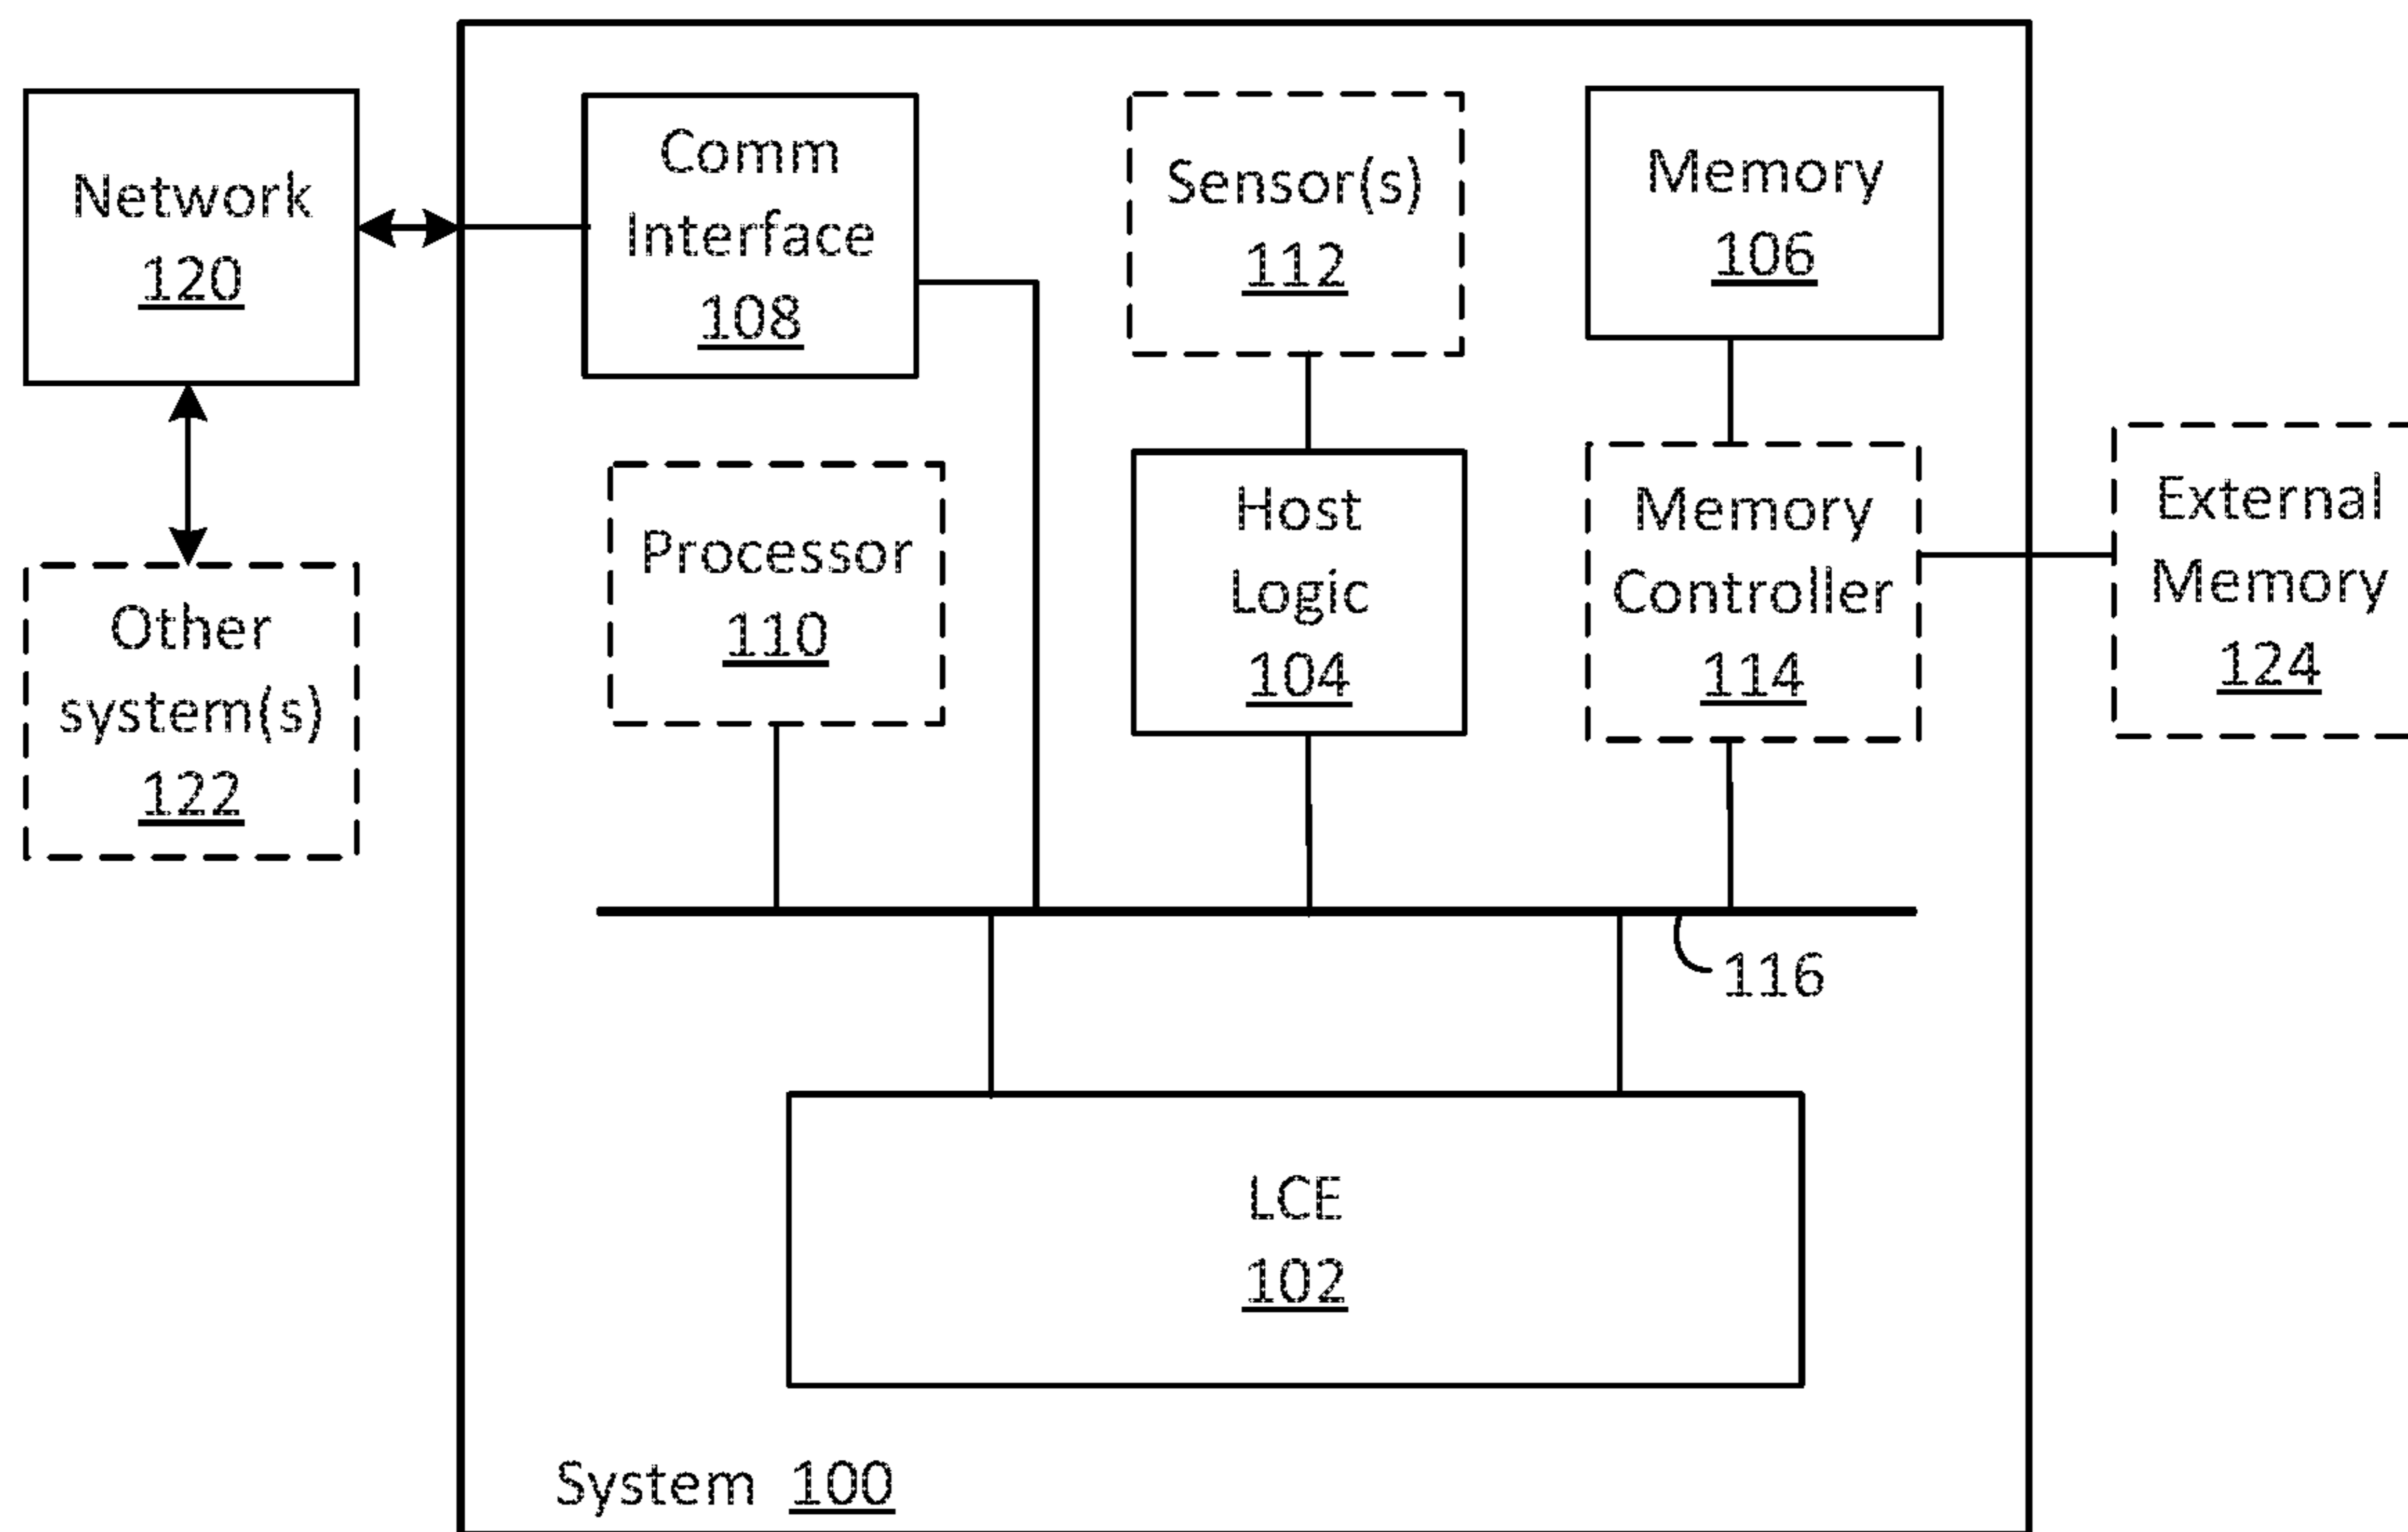 Network
120
Comm
Interface
108
Sensor(s)
112
Memory
106
Other
system(s)
122
Processor
110
Host
Logic
104
Memory
Controller
114
External
Memory
124
116
LCE
102
System 100